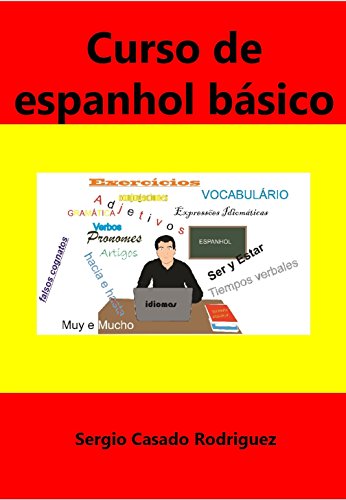 Curso de
espanhol básico
Exercícios
conjugaciones
VOCABULÁRIO
Adjetivos
GRAMÁTICA
Expressões Idiomáticas
Verbos
Pronomes
ESPANHOL
Artigos
falsos cognatos
hacia e hasta
Ser y Estar
Tiempos verbales
idiomas
Muy e Mucho
Sergio Casado Rodriguez